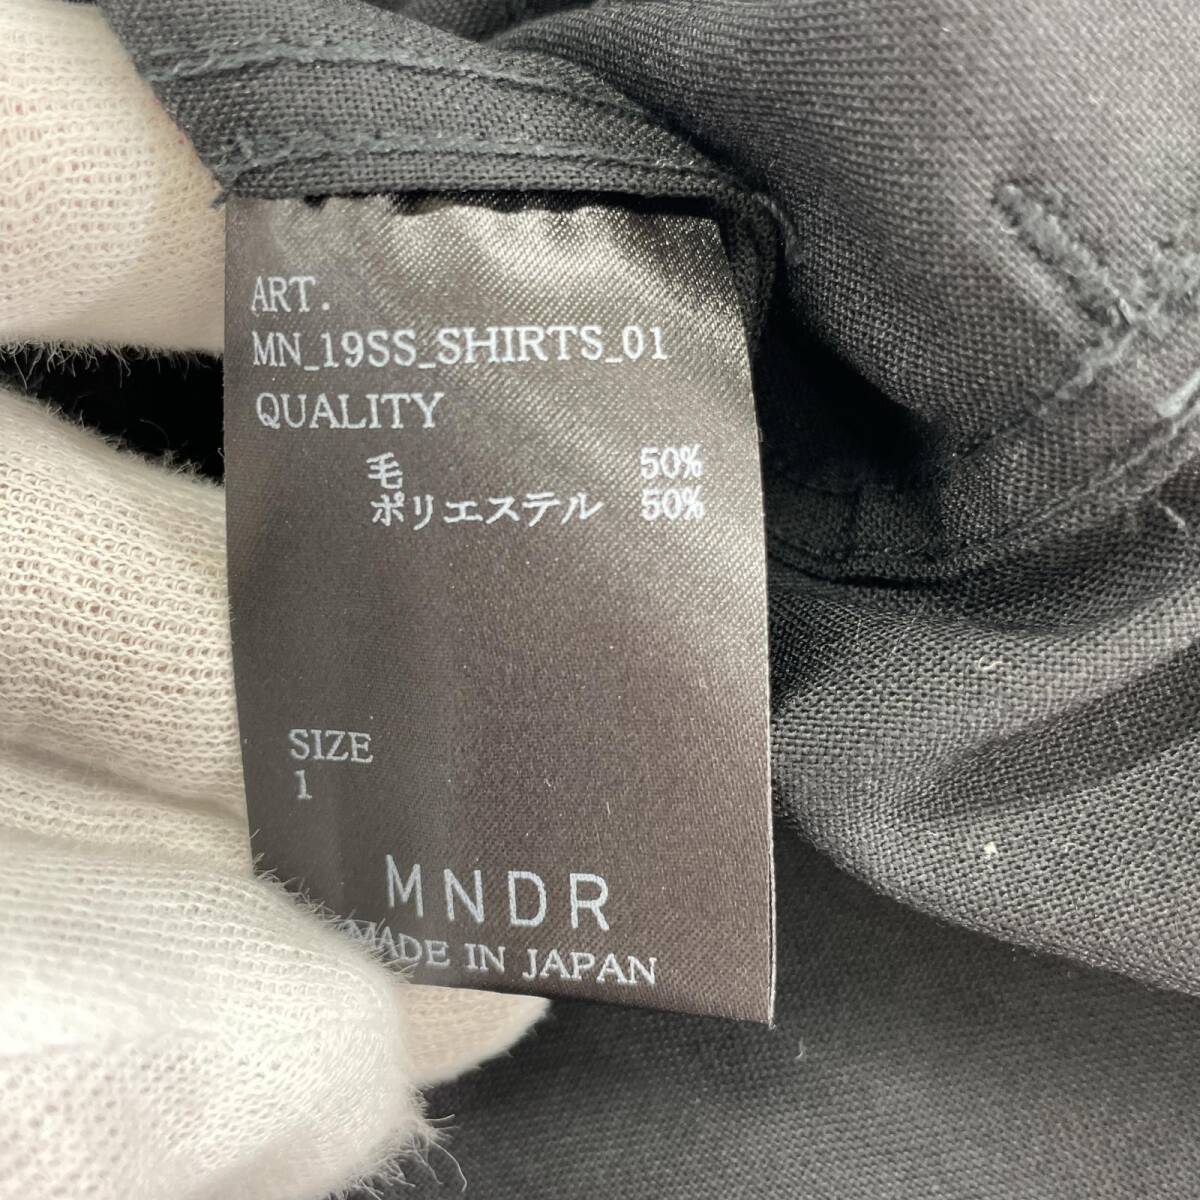 ART.
MN_19SS_SHIRTS_01
QUALITY
毛 50%
ポリエステル 50%
SIZE
1
MNDR
MADE IN JAPAN